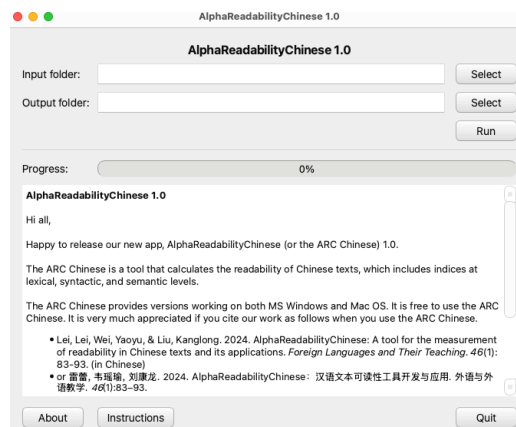 AlphaReadabilityChinese 1.0
AlphaReadabilityChinese 1.0
Input folder:
Select
Output folder:
Select
Run
Progress:
0%
AlphaReadabilityChinese 1.0
Hi all,
Happy to release our new app, AlphaReadabilityChinese (or the ARC Chinese) 1.0.
The ARC Chinese is a tool that calculates the readability of Chinese texts, which includes indices at
lexical, syntactic, and semantic levels.
The ARC Chinese provides versions working on both MS Windows and Mac OS. It is free to use the ARC
Chinese. It is very much appreciated if you cite our work as follows when you use the ARC Chinese.
• Lei, Lei, Wei, Yaoyu, & Liu, Kanglong. 2024. AlphaReadabilityChinese: A tool for the measurement
of readability in Chinese texts and its applications. Foreign Languages and Their Teaching. 46(1):
83-93. (in Chinese)
• or 雷蕾, 韦瑶瑜, 刘康龙. 2024. AlphaReadabilityChinese：汉语文本可读性工具开发与应用. 外语与外
语教学. 46(1):83–93.
About
Instructions
Quit